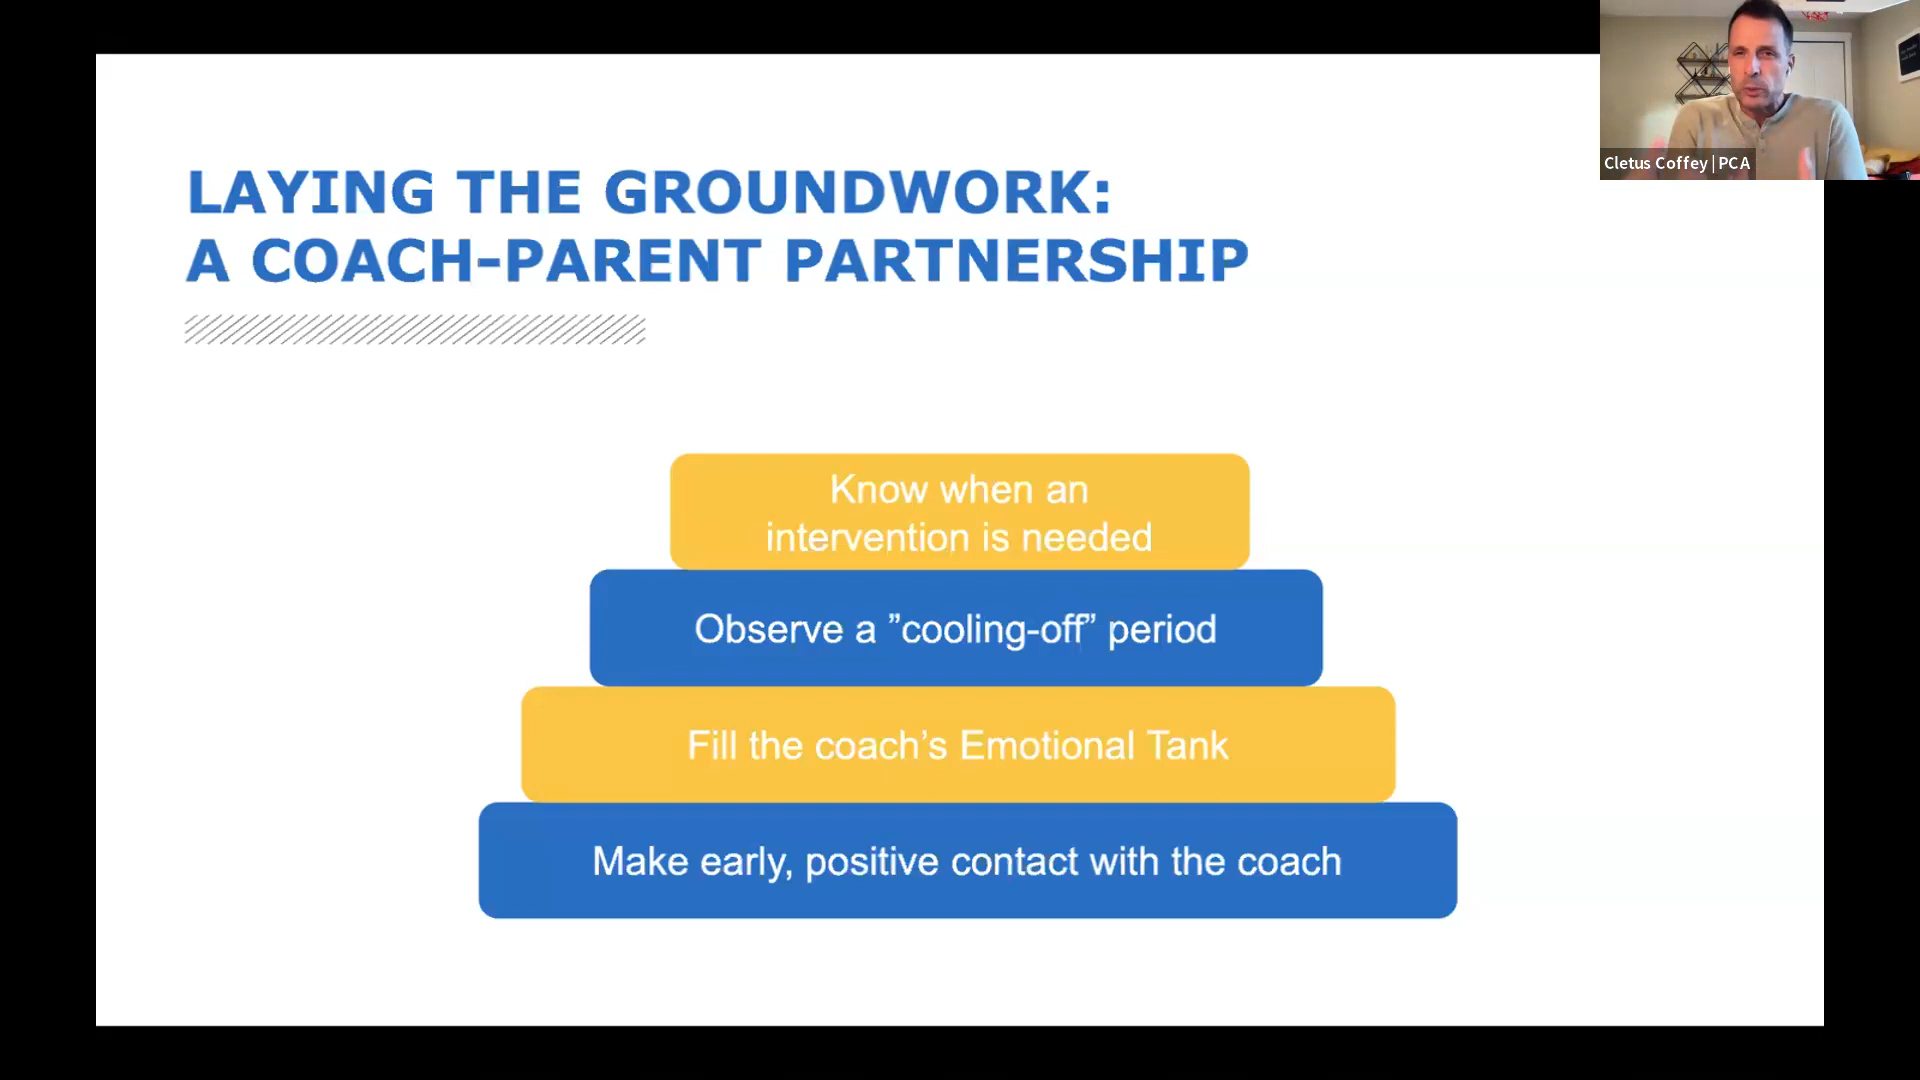 LAYING THE GROUNDWORK:
A COACH-PARENT PARTNERSHIP
Know when an
intervention is needed
Observe a ”cooling-off” period
Fill the coach’s Emotional Tank
Make early, positive contact with the coach
Cletus Coffey | PCA